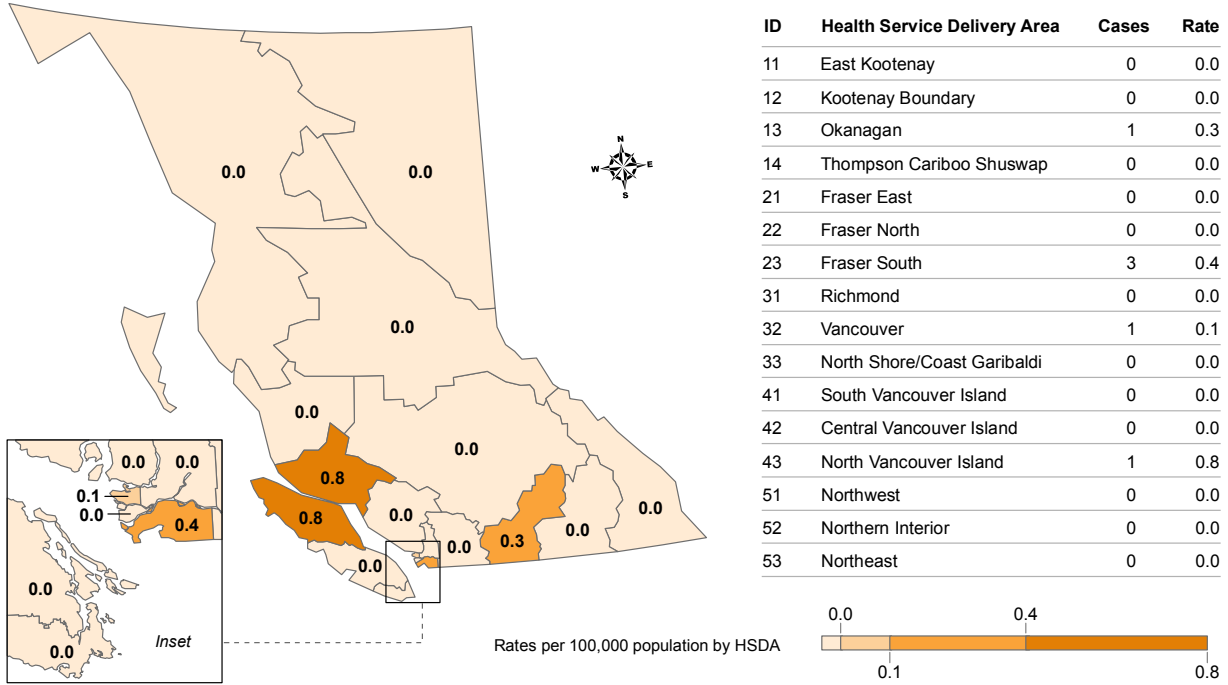 ID Health Service Delivery Area Cases Rate
11 East Kootenay 0 0.0
12 Kootenay Boundary 0 0.0
13 Okanagan 1 0.3
14 Thompson Cariboo Shuswap 0 0.0
21 Fraser East 0 0.0
22 Fraser North 0 0.0
23 Fraser South 3 0.4
31 Richmond 0 0.0
32 Vancouver 1 0.1
33 North Shore/Coast Garibaldi 0 0.0
41 South Vancouver Island 0 0.0
42 Central Vancouver Island 0 0.0
43 North Vancouver Island 1 0.8
51 Northwest 0 0.0
52 Northern Interior 0 0.0
53 Northeast 0 0.0
N
W E
S
0.0 0.0
0.0
0.0
0.0
0.8
0.8
0.0
0.0
0.3
0.0
0.0
0.0
0.0 0.0
0.1
0.0
0.4
0.0
0.0
Inset
Rates per 100,000 population by HSDA
0.0 0.4
0.1 0.8